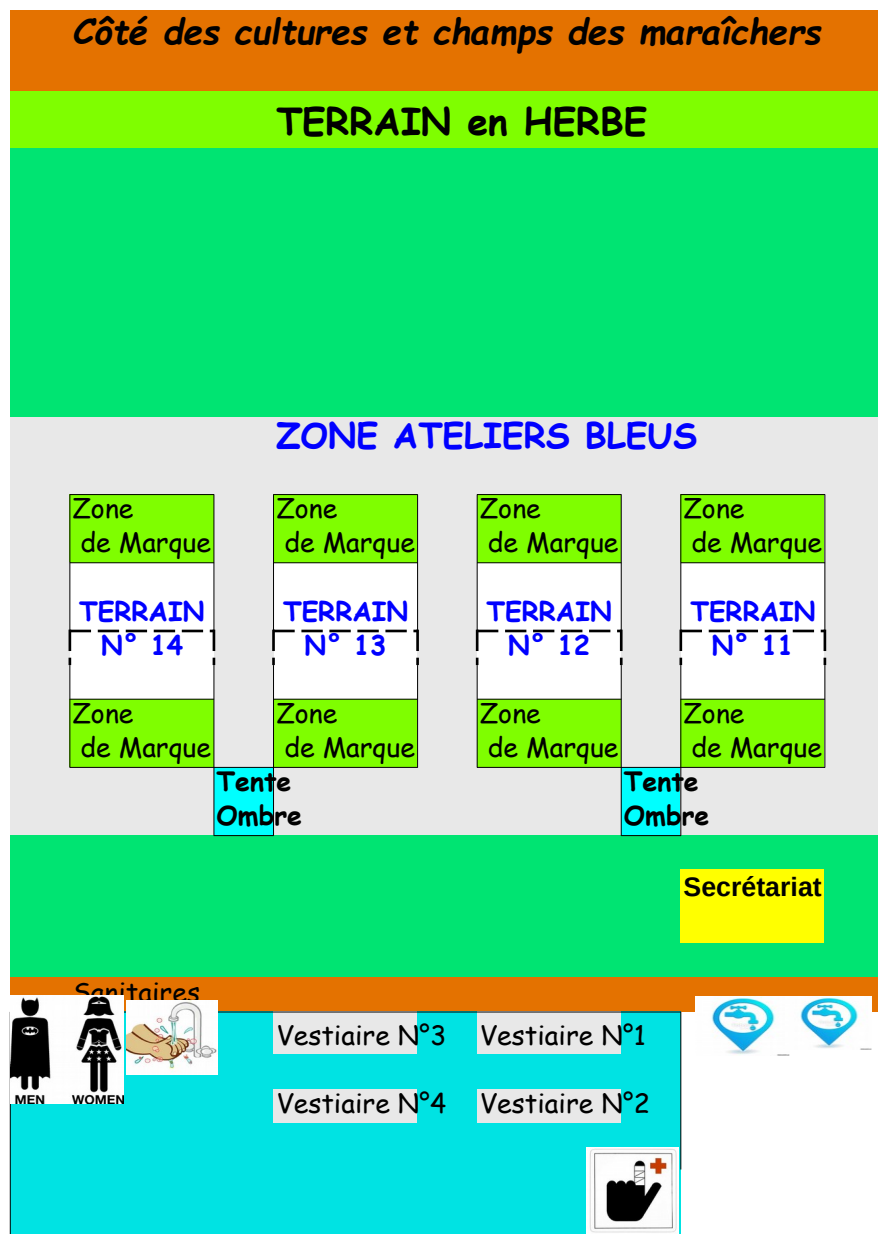 Côté des cultures et champs des maraîchers
TERRAIN en HERBE
ZONE ATELIERS BLEUS
Zone
de Marque
Zone
de Marque
Zone
de Marque
Zone
de Marque
TERRAIN
N° 14
TERRAIN
N° 13
TERRAIN
N° 12
TERRAIN
N° 11
Zone
de Marque
Zone
de Marque
Zone
de Marque
Zone
de Marque
Tente
Ombre
Tente
Ombre
Secrétariat
Sanitaires
MEN
WOMEN
Vestiaire N°3
Vestiaire N°1
Vestiaire N°4
Vestiaire N°2